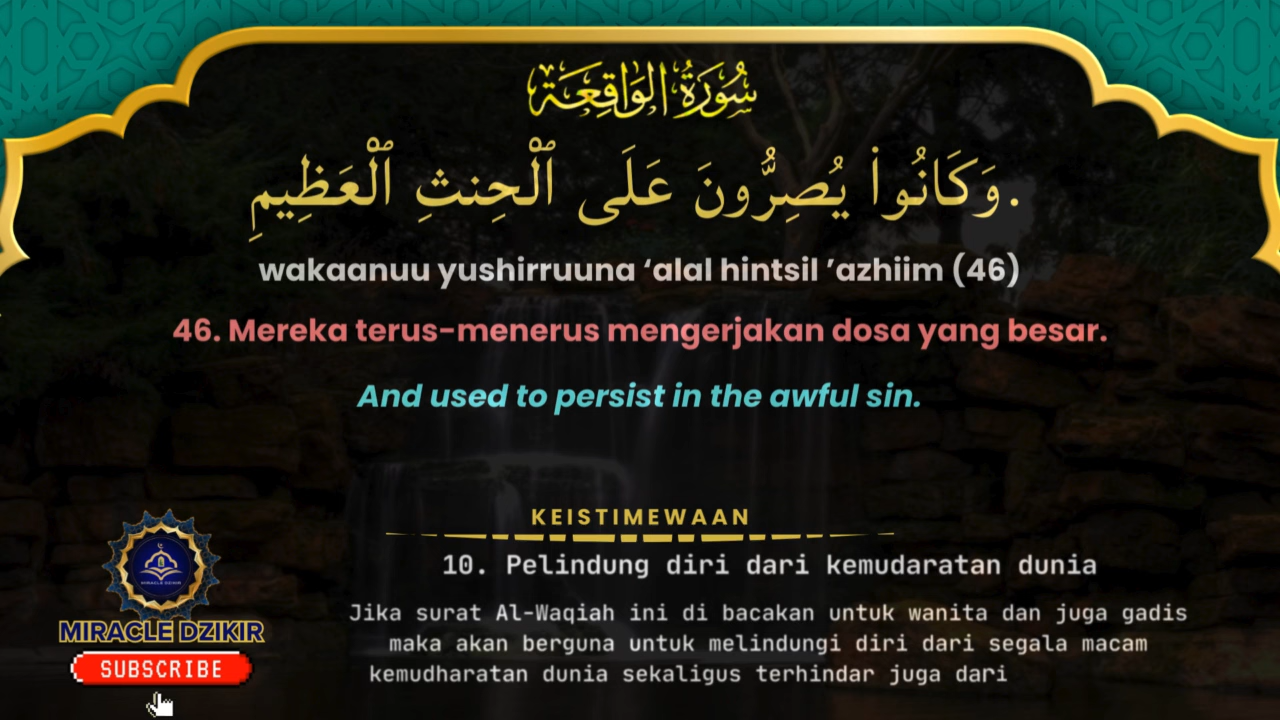 سُورَةُ الوَاقِعَة
وَكَانُوا۟ يُصِرُّونَ عَلَى ٱلْحِنثِ ٱلْعَظِيمِ.
wakaanuu yushirruuna ‘alal hintsil ’azhiim (46)
46. Mereka terus-menerus mengerjakan dosa yang besar.
And used to persist in the awful sin.
KEISTIMEWAAN
10. Pelindung diri dari kemudaratan dunia
Jika surat Al-Waqiah ini di bacakan untuk wanita dan juga gadis
maka akan berguna untuk melindungi diri dari segala macam
kemudharatan dunia sekaligus terhindar juga dari
MIRACLE DZIKIR
MIRACLE DZIKIR
SUBSCRIBE